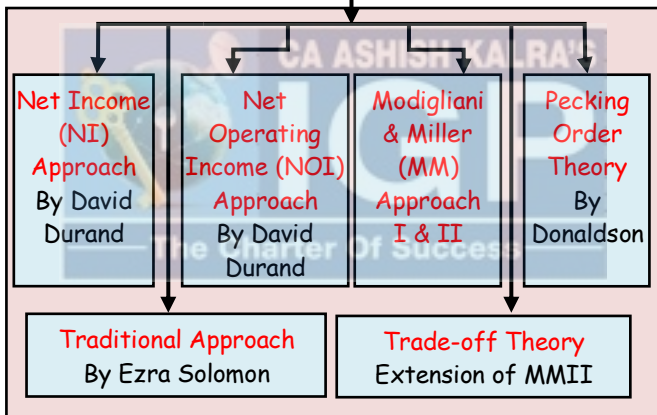 CA ASHISH KALRA'S
IGP
The Charter Of Success
Net Income
(NI)
Approach
By David
Durand
Net
Operating
Income (NOI)
Approach
By David
Durand
Modigliani
& Miller
(MM)
Approach
I & II
Pecking
Order
Theory
By
Donaldson
Traditional Approach
By Ezra Solomon
Trade-off Theory
Extension of MMII